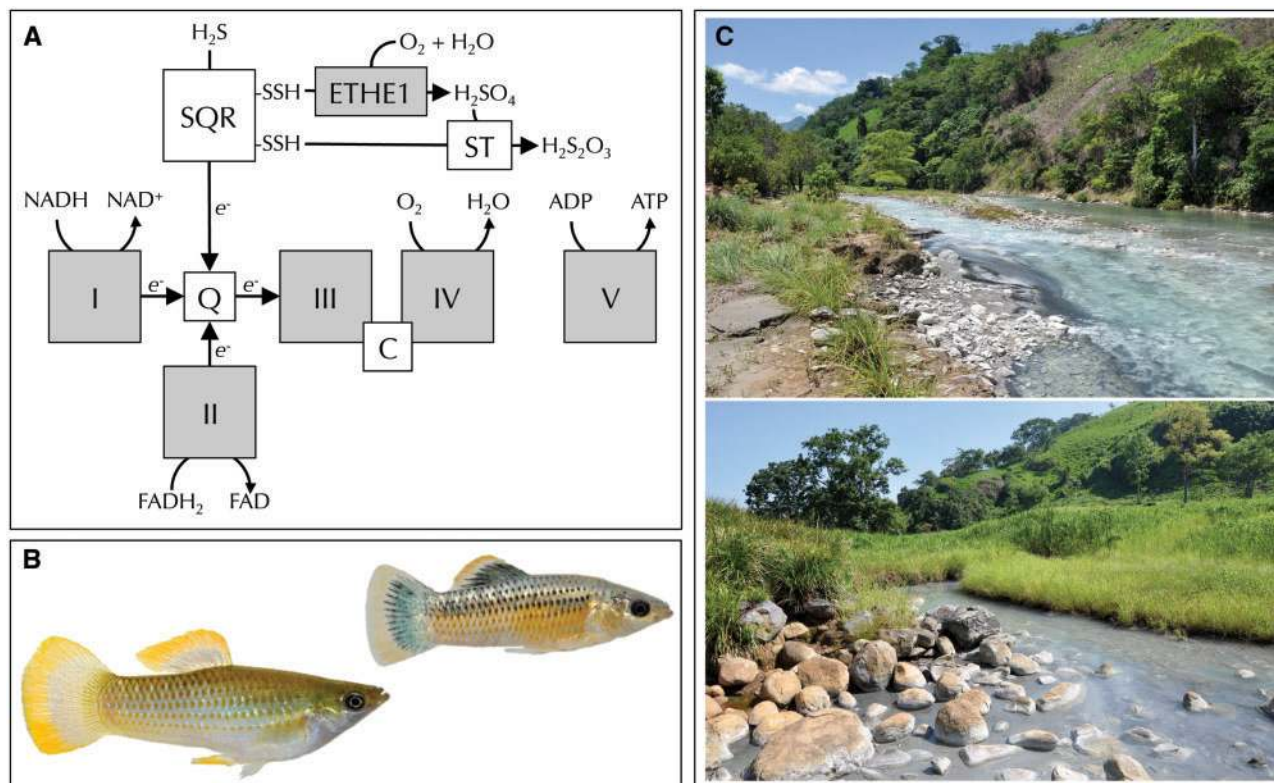 A
H₂S
O₂ + H₂O
SQR
-SSH
ETHE1
H₂SO₄
-SSH
ST
H₂S₂O₃
e-
NADH
NAD⁺
O₂
H₂O
ADP
ATP
I
e-
Q
e-
III
IV
V
C
e-
II
FADH₂
FAD
B
C